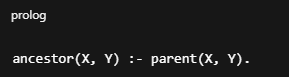 prolog
ancestor(X, Y) :- parent(X, Y).